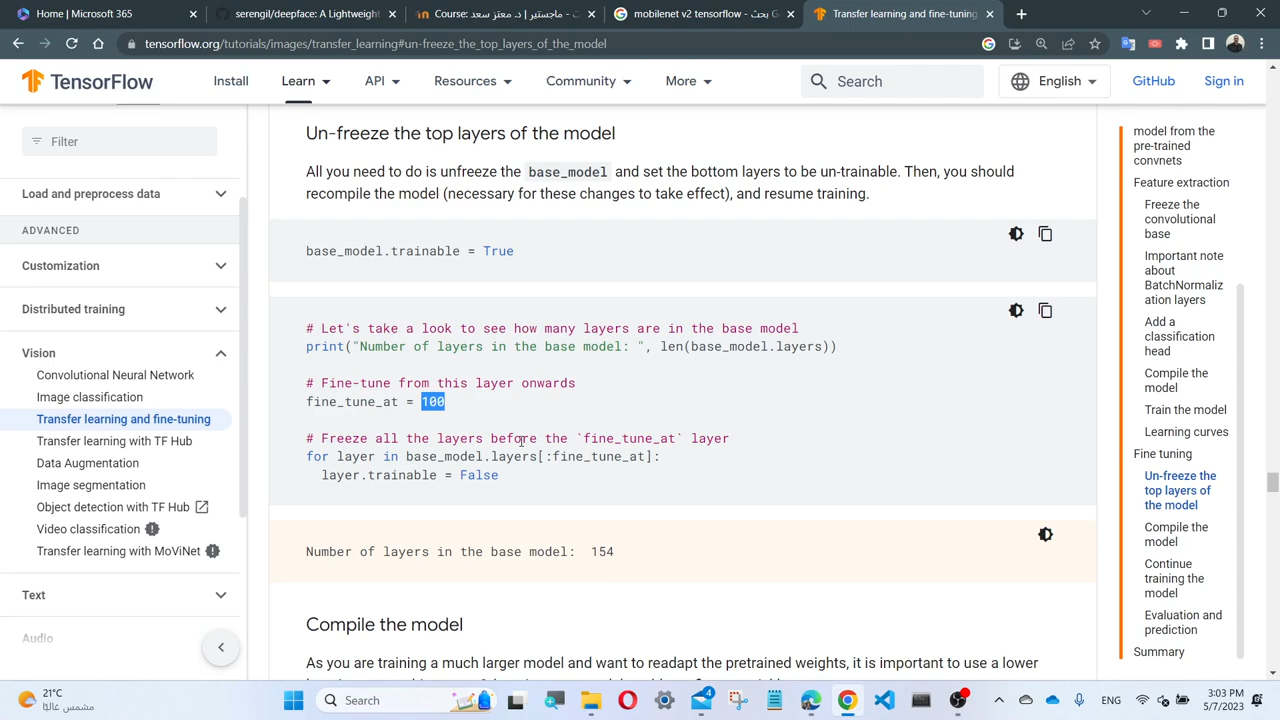 Home | Microsoft 365
serengil/deepface: A Lightweight
Course: ماجستير | د. معتز سعد - ...
mobilenet v2 tensorflow - بحث G
Transfer learning and fine-tuning
tensorflow.org/tutorials/images/transfer_learning#un-freeze_the_top_layers_of_the_model
TensorFlow
Install
Learn
API
Resources
Community
More
Search
English
GitHub
Sign in
Filter
Load and preprocess data
ADVANCED
Customization
Distributed training
Vision
Convolutional Neural Network
Image classification
Transfer learning and fine-tuning
Transfer learning with TF Hub
Data Augmentation
Image segmentation
Object detection with TF Hub
Video classification
Transfer learning with MoViNet
Text
Audio
Un-freeze the top layers of the model
All you need to do is unfreeze the base_model and set the bottom layers to be un-trainable. Then, you should
recompile the model (necessary for these changes to take effect), and resume training.
base_model.trainable = True
# Let's take a look to see how many layers are in the base model
print("Number of layers in the base model: ", len(base_model.layers))
# Fine-tune from this layer onwards
fine_tune_at = 100
# Freeze all the layers before the `fine_tune_at` layer
for layer in base_model.layers[:fine_tune_at]:
layer.trainable = False
Number of layers in the base model:  154
Compile the model
As you are training a much larger model and want to readapt the pretrained weights, it is important to use a lower
model from the
pre-trained
convnets
Feature extraction
Freeze the
convolutional
base
Important note
about
BatchNormaliz
ation layers
Add a
classification
head
Compile the
model
Train the model
Learning curves
Fine tuning
Un-freeze the
top layers of
the model
Compile the
model
Continue
training the
model
Evaluation and
prediction
Summary
21°C
مشمس غالبًا
Search
4
ENG
3:03 PM
5/7/2023